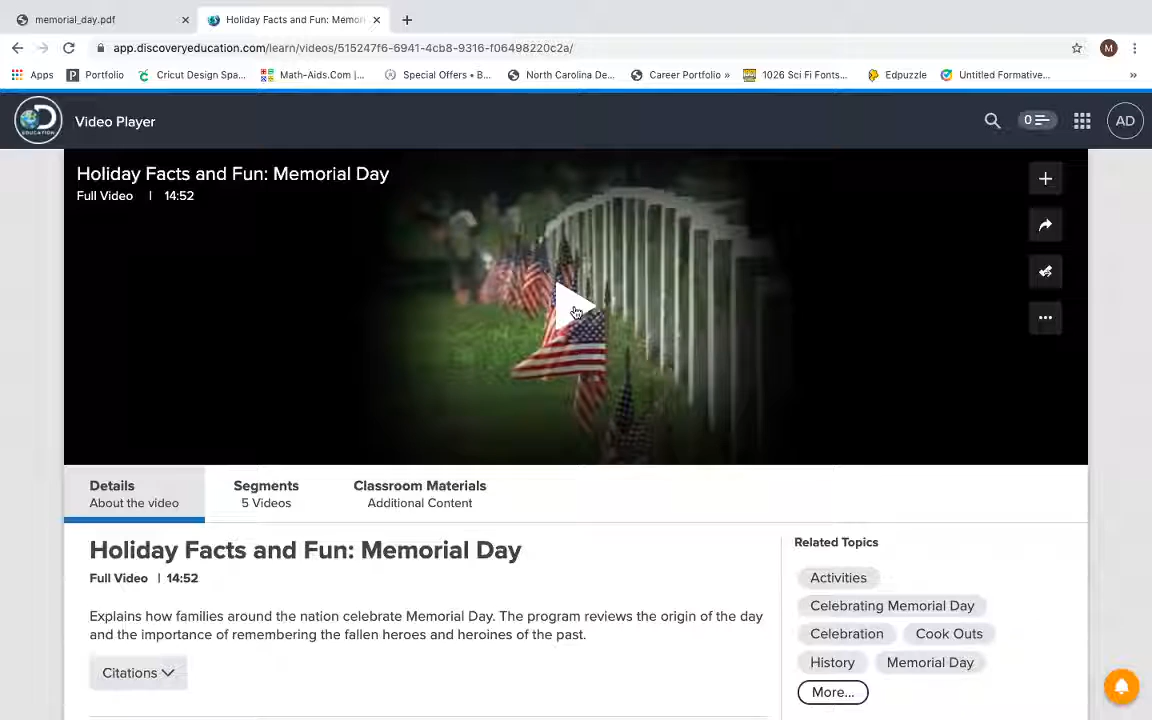 memorial_day.pdf
Holiday Facts and Fun: Memor
app.discoveryeducation.com/learn/videos/515247f6-6941-4cb8-9316-f06498220c2a/
M
Apps
Portfolio
Cricut Design Spa...
Math-Aids.Com |...
Special Offers • B...
North Carolina De...
Career Portfolio »
1026 Sci Fi Fonts...
Edpuzzle
Untitled Formative...
»
EDUCATION
Video Player
0
AD
Holiday Facts and Fun: Memorial Day
Full Video | 14:52
Details
About the video
Segments
5 Videos
Classroom Materials
Additional Content
Holiday Facts and Fun: Memorial Day
Full Video | 14:52
Explains how families around the nation celebrate Memorial Day. The program reviews the origin of the day
and the importance of remembering the fallen heroes and heroines of the past.
Citations
Related Topics
Activities
Celebrating Memorial Day
Celebration
Cook Outs
History
Memorial Day
More...